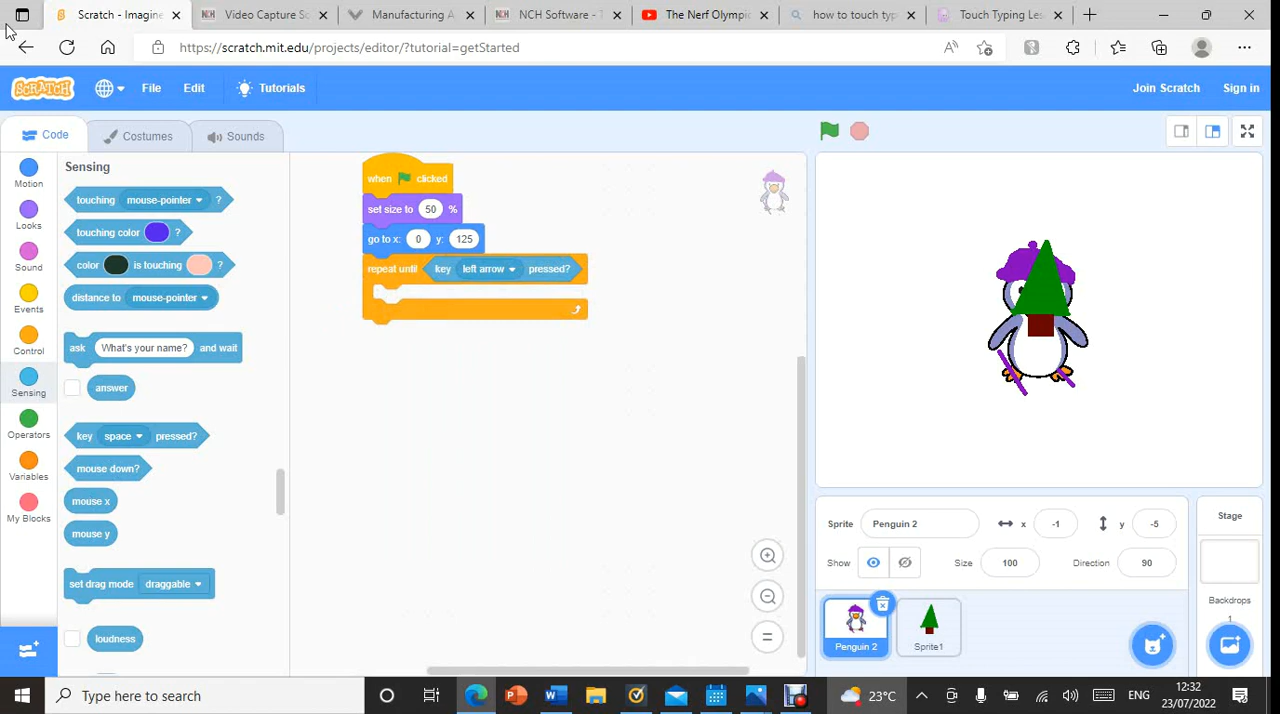 Scratch - Imagine
Video Capture So
Manufacturing A
NCH Software - T
The Nerf Olympic
how to touch typ
Touch Typing Les
https://scratch.mit.edu/projects/editor/?tutorial=getStarted
SCRATCH
File
Edit
Tutorials
Join Scratch
Sign in
Code
Costumes
Sounds
Motion
Looks
Sound
Events
Control
Sensing
Operators
Variables
My Blocks
Sensing
touching mouse-pointer ?
touching color ?
color is touching ?
distance to mouse-pointer
ask What's your name? and wait
answer
key space pressed?
mouse down?
mouse x
mouse y
set drag mode draggable
loudness
when clicked
set size to 50 %
go to x: 0 y: 125
repeat until key left arrow pressed?
Sprite Penguin 2 x -1 y -5
Show Size 100 Direction 90
Penguin 2
Sprite1
Stage
Backdrops
1
Type here to search
23°C
ENG
12:32
23/07/2022